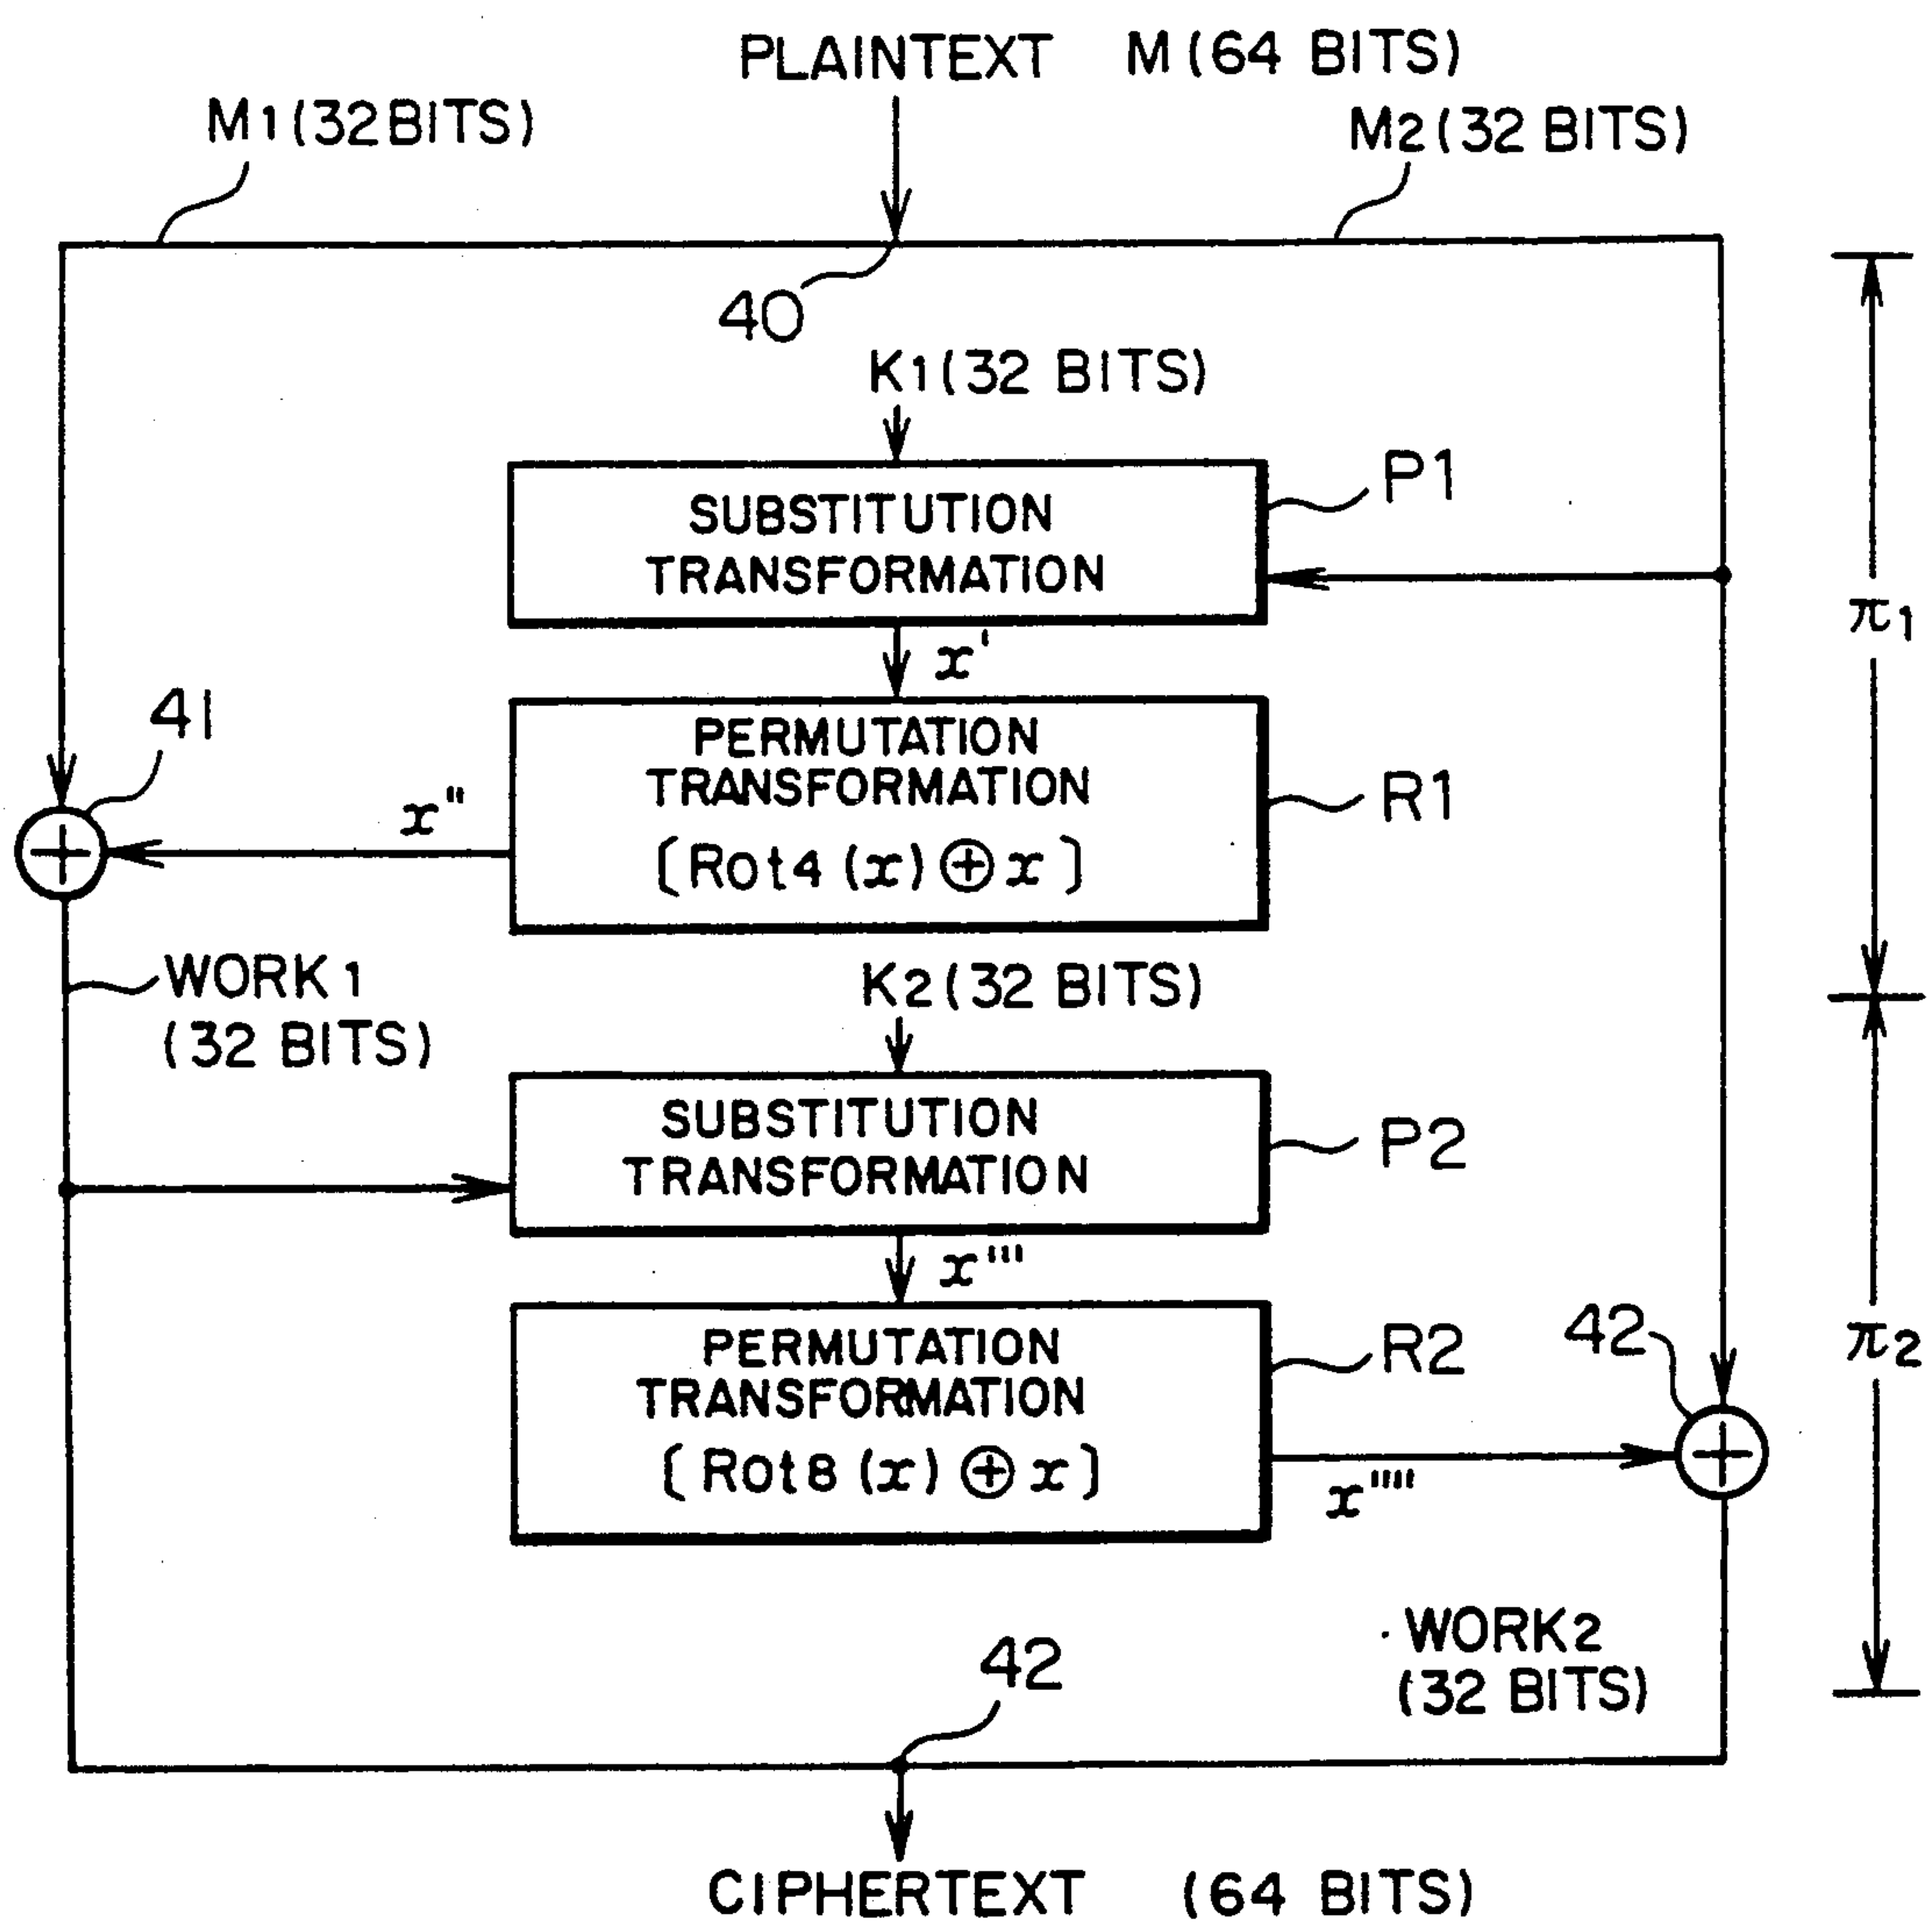 PLAINTEXT M (64 BITS)
M1 (32BITS)
M2 (32 BITS)
40
K1 (32 BITS)
P1
SUBSTITUTION
TRANSFORMATION
π1
x'
41
PERMUTATION
TRANSFORMATION
[Rot4 (x) ⊕ x]
R1
x''
WORK1
(32 BITS)
K2 (32 BITS)
SUBSTITUTION
TRANSFORMATION
P2
x'''
PERMUTATION
TRANSFORMATION
[Rot8 (x) ⊕ x]
R2
42
π2
x''''
WORK2
(32 BITS)
42
CIPHERTEXT (64 BITS)